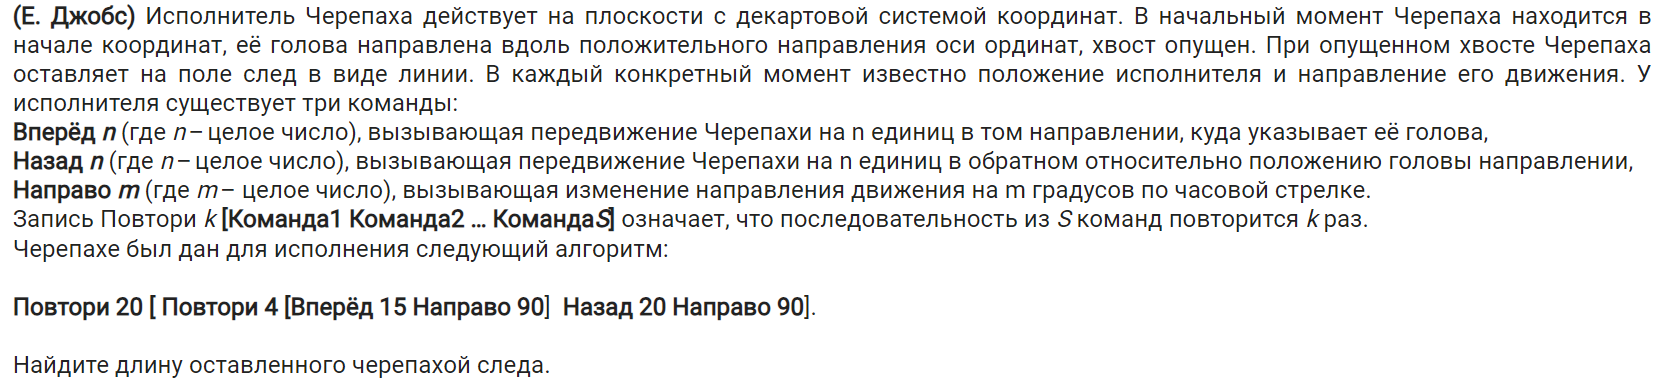 (Е. Джобс) Исполнитель Черепаха действует на плоскости с декартовой системой координат. В начальный момент Черепаха находится в
начале координат, её голова направлена вдоль положительного направления оси ординат, хвост опущен. При опущенном хвосте Черепаха
оставляет на поле след в виде линии. В каждый конкретный момент известно положение исполнителя и направление его движения. У
исполнителя существует три команды:
Вперёд n (где n – целое число), вызывающая передвижение Черепахи на n единиц в том направлении, куда указывает её голова,
Назад n (где n – целое число), вызывающая передвижение Черепахи на n единиц в обратном относительно положению головы направлении,
Направо m (где m – целое число), вызывающая изменение направления движения на m градусов по часовой стрелке.
Запись Повтори k [Команда1 Команда2 … КомандаS] означает, что последовательность из S команд повторится k раз.
Черепахе был дан для исполнения следующий алгоритм:
Повтори 20 [ Повтори 4 [Вперёд 15 Направо 90] Назад 20 Направо 90].
Найдите длину оставленного черепахой следа.